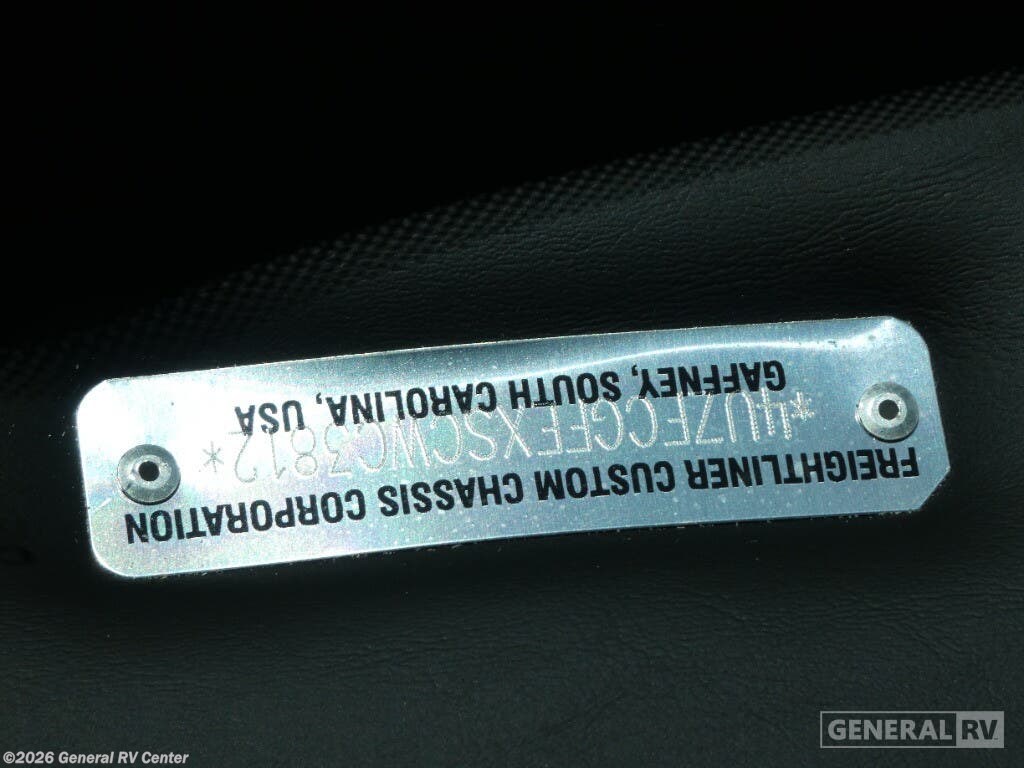 FREIGHTLINER CUSTOM CHASSIS CORPORATION
*4UZFCGFEXSCWC3812*
GAFFNEY, SOUTH CAROLINA, USA
GENERAL RV
©2026 General RV Center